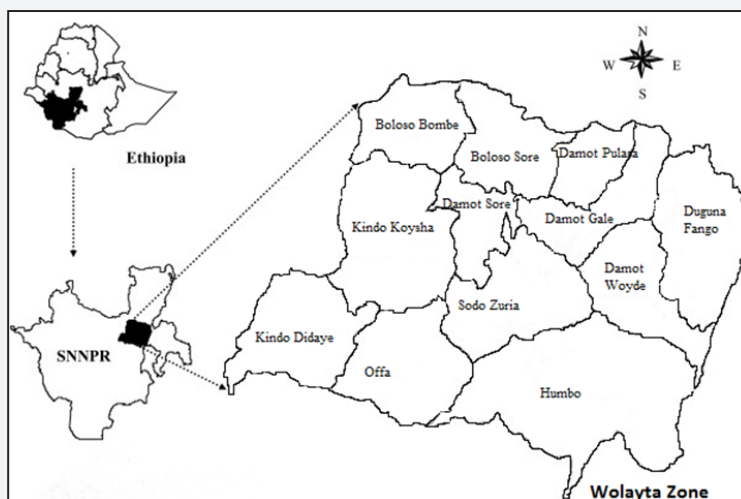 N
W E
S
Ethiopia
SNNPR
Boloso Bombe
Boloso Sore
Damot Pulasa
Damot Sore
Kindo Koysha
Damot Gale
Duguna
Fango
Damot
Woyde
Sodo Zuria
Kindo Didaye
Offa
Humbo
Wolayta Zone